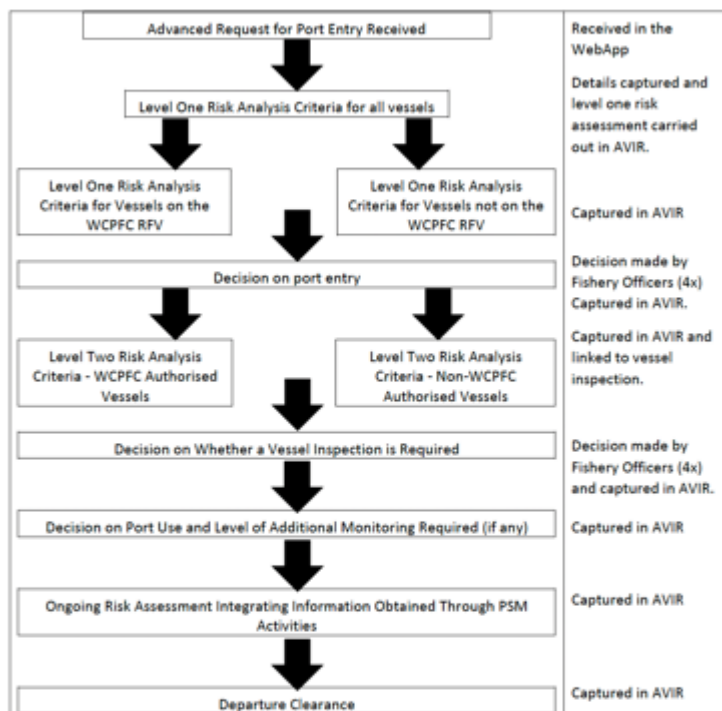 Advanced Request for Port Entry Received
Received in the
WebApp
Level One Risk Analysis Criteria for all vessels
Details captured and
level one risk
assessment carried
out in AVIR.
Level One Risk Analysis
Criteria for Vessels on the
WCPFC RFV
Level One Risk Analysis
Criteria for Vessels not on the
WCPFC RFV
Captured in AVIR
Decision on port entry
Decision made by
Fishery Officers (4x)
Captured in AVIR.
Level Two Risk Analysis
Criteria - WCPFC Authorised
Vessels
Level Two Risk Analysis
Criteria - Non-WCPFC
Authorised Vessels
Captured in AVIR and
linked to vessel
inspection.
Decision on Whether a Vessel Inspection is Required
Decision made by
Fishery Officers (4x)
and captured in AVIR.
Decision on Port Use and Level of Additional Monitoring Required (if any)
Captured in AVIR
Ongoing Risk Assessment Integrating Information Obtained Through PSM
Activities
Captured in AVIR
Departure Clearance
Captured in AVIR